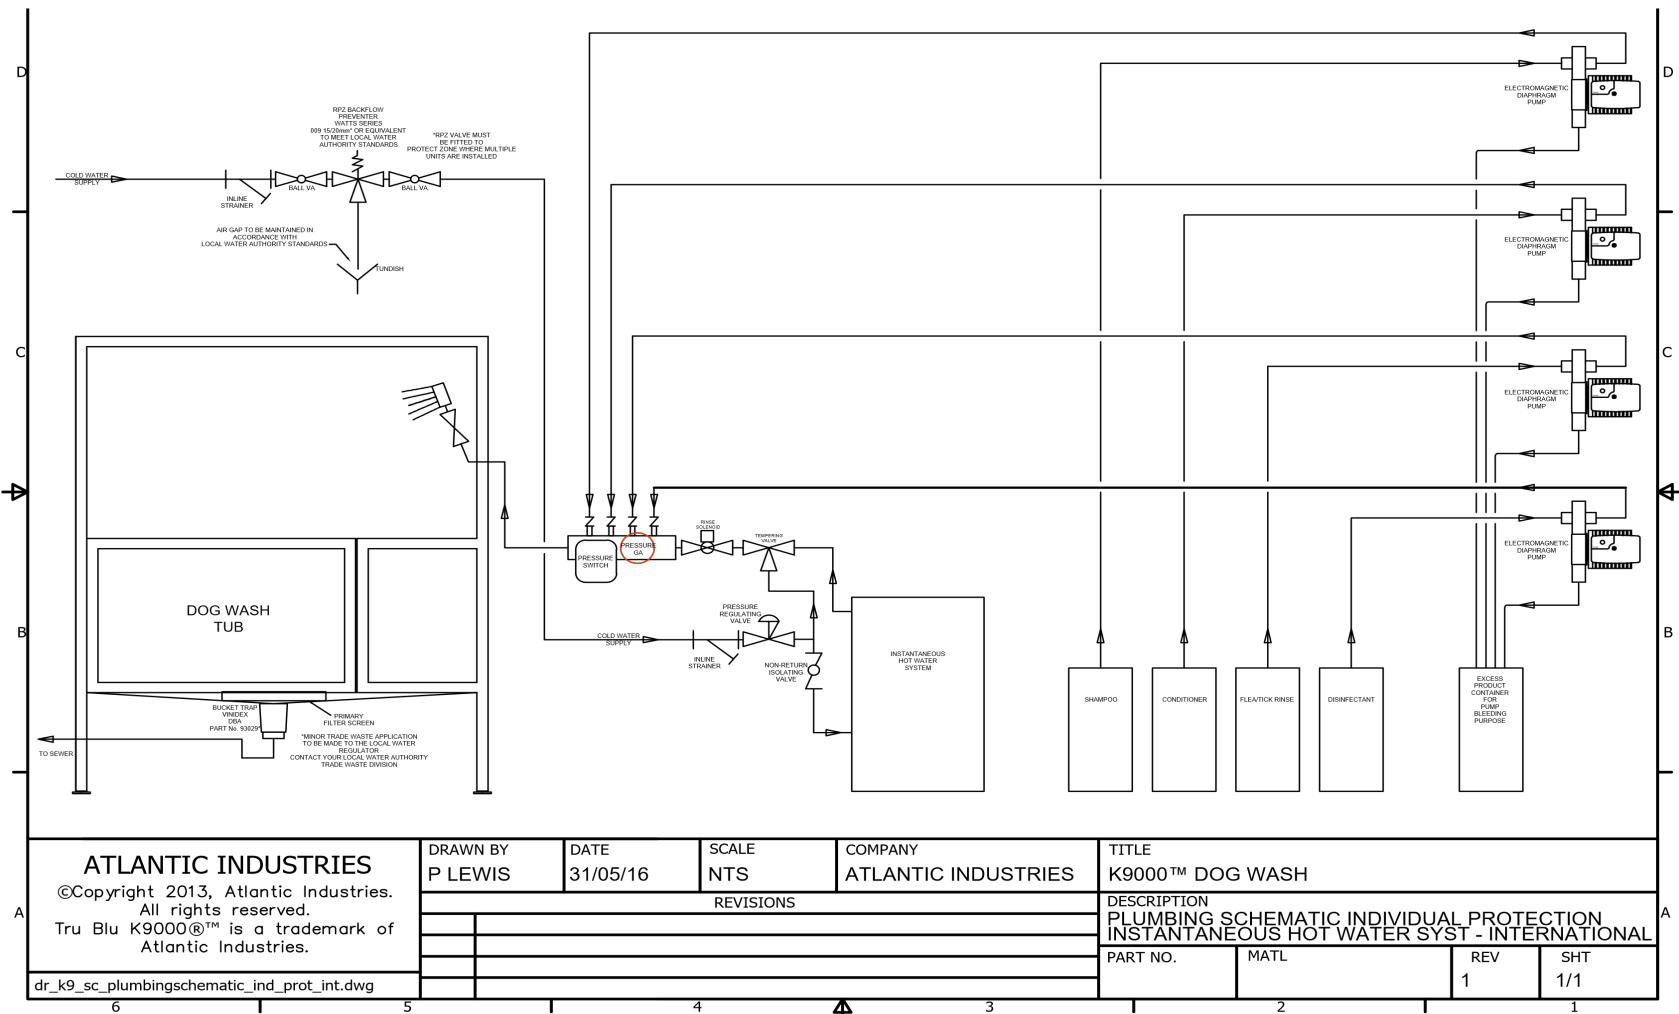 D
D
C
C
B
B
A
A
ELECTROMAGNETIC
DIAPHRAGM
PUMP
RPZ BACKFLOW
PREVENTER
WATTS SERIES
009 15/20mm* OR EQUIVALENT
TO MEET LOCAL WATER
AUTHORITY STANDARDS
*RPZ VALVE MUST
BE FITTED TO
PROTECT ZONE WHERE MULTIPLE
UNITS ARE INSTALLED
COLD WATER
SUPPLY
BALL VA.
BALL VA.
INLINE
STRAINER
AIR GAP TO BE MAINTAINED IN
ACCORDANCE WITH
LOCAL WATER AUTHORITY STANDARDS
TUNDISH
ELECTROMAGNETIC
DIAPHRAGM
PUMP
ELECTROMAGNETIC
DIAPHRAGM
PUMP
ELECTROMAGNETIC
DIAPHRAGM
PUMP
RINSE
SOLENOID
TEMPERING
VALVE
PRESSURE
SWITCH
PRESSURE
GA
DOG WASH
TUB
PRESSURE
REGULATING
VALVE
COLD WATER
SUPPLY
INLINE
STRAINER
NON-RETURN
ISOLATING
VALVE
INSTANTANEOUS
HOT WATER
SYSTEM
SHAMPOO
CONDITIONER
FLEA/TICK RINSE
DISINFECTANT
EXCESS
PRODUCT
CONTAINER
FOR
PUMP
BLEEDING
PURPOSE
BUCKET TRAP
VINIDEX
DBA
PART No. 93029*
PRIMARY
FILTER SCREEN
TO SEWER
*MINOR TRADE WASTE APPLICATION
TO BE MADE TO THE LOCAL WATER
REGULATOR
CONTACT YOUR LOCAL WATER AUTHORITY
TRADE WASTE DIVISION
ATLANTIC INDUSTRIES
©Copyright 2013, Atlantic Industries.
All rights reserved.
Tru Blu K9000®™ is a trademark of
Atlantic Industries.
dr_k9_sc_plumbingschematic_ind_prot_int.dwg
DRAWN BY
P LEWIS
DATE
31/05/16
SCALE
NTS
COMPANY
ATLANTIC INDUSTRIES
REVISIONS
TITLE
K9000™ DOG WASH
DESCRIPTION
PLUMBING SCHEMATIC INDIVIDUAL PROTECTION
INSTANTANEOUS HOT WATER SYST - INTERNATIONAL
PART NO.
MATL
REV
1
SHT
1/1
6
5
4
3
2
1